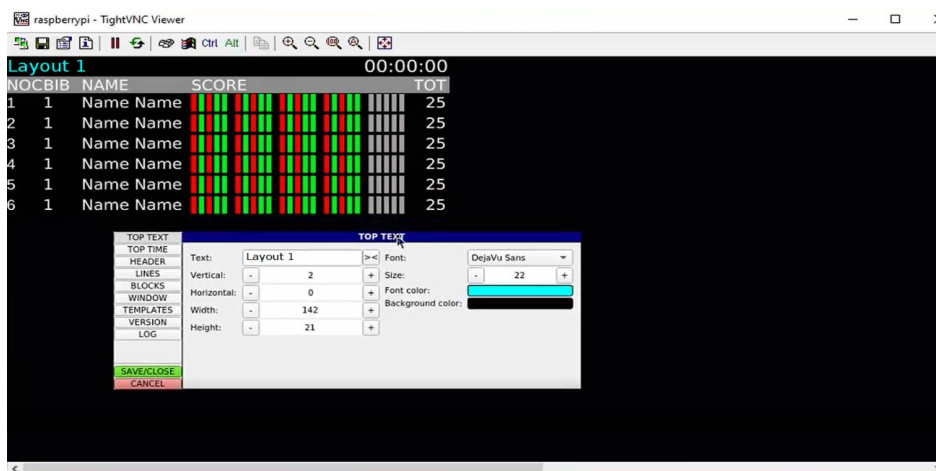 raspberrypi - TightVNC Viewer
Ctrl Alt
Layout 1 00:00:00
NOCBIB NAME SCORE TOT
1 1 Name Name 25
2 1 Name Name 25
3 1 Name Name 25
4 1 Name Name 25
5 1 Name Name 25
6 1 Name Name 25
TOP TEXT
TOP TIME
HEADER
LINES
BLOCKS
WINDOW
TEMPLATES
VERSION
LOG
SAVE/CLOSE
CANCEL
TOP TEXT
Text: Layout 1 ><
Vertical: - 2 +
Horizontal: - 0 +
Width: - 142 +
Height: - 21 +
Font: DejaVu Sans
Size: - 22 +
Font color:
Background color: